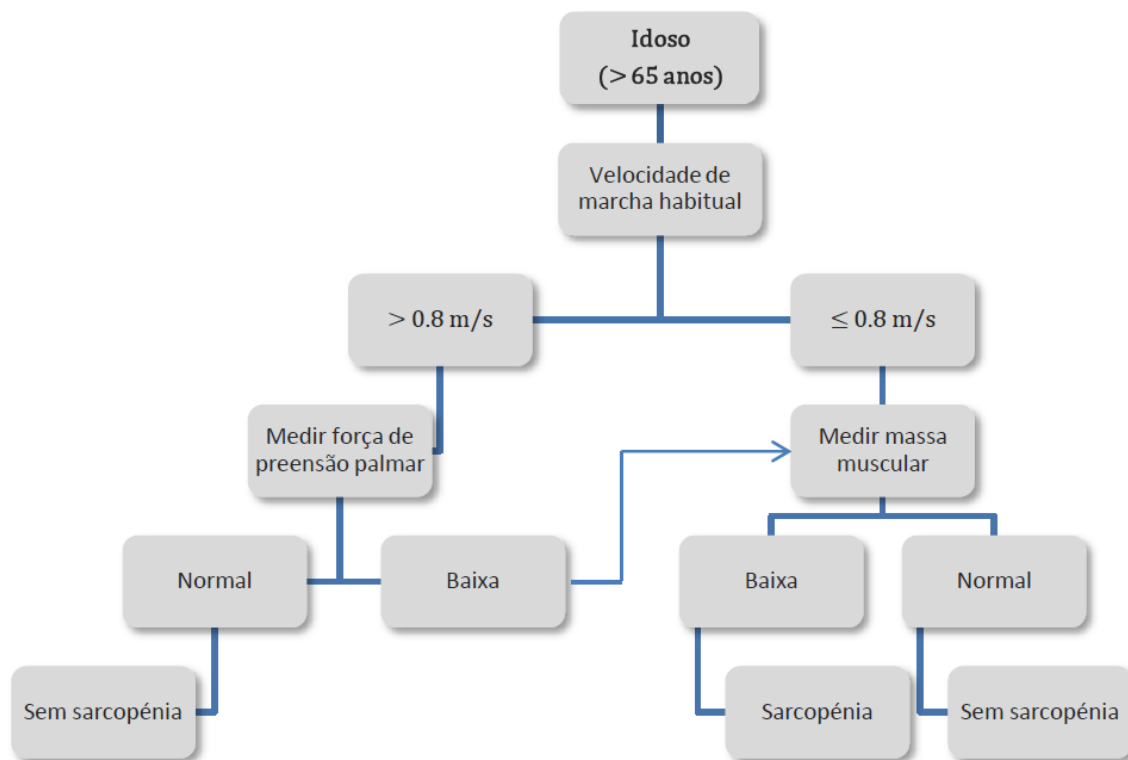 Idoso
(> 65 anos)
Velocidade de
marcha habitual
> 0.8 m/s
≤ 0.8 m/s
Medir força de
preensão palmar
Medir massa
muscular
Normal
Baixa
Baixa
Normal
Sem sarcopénia
Sarcopénia
Sem sarcopénia